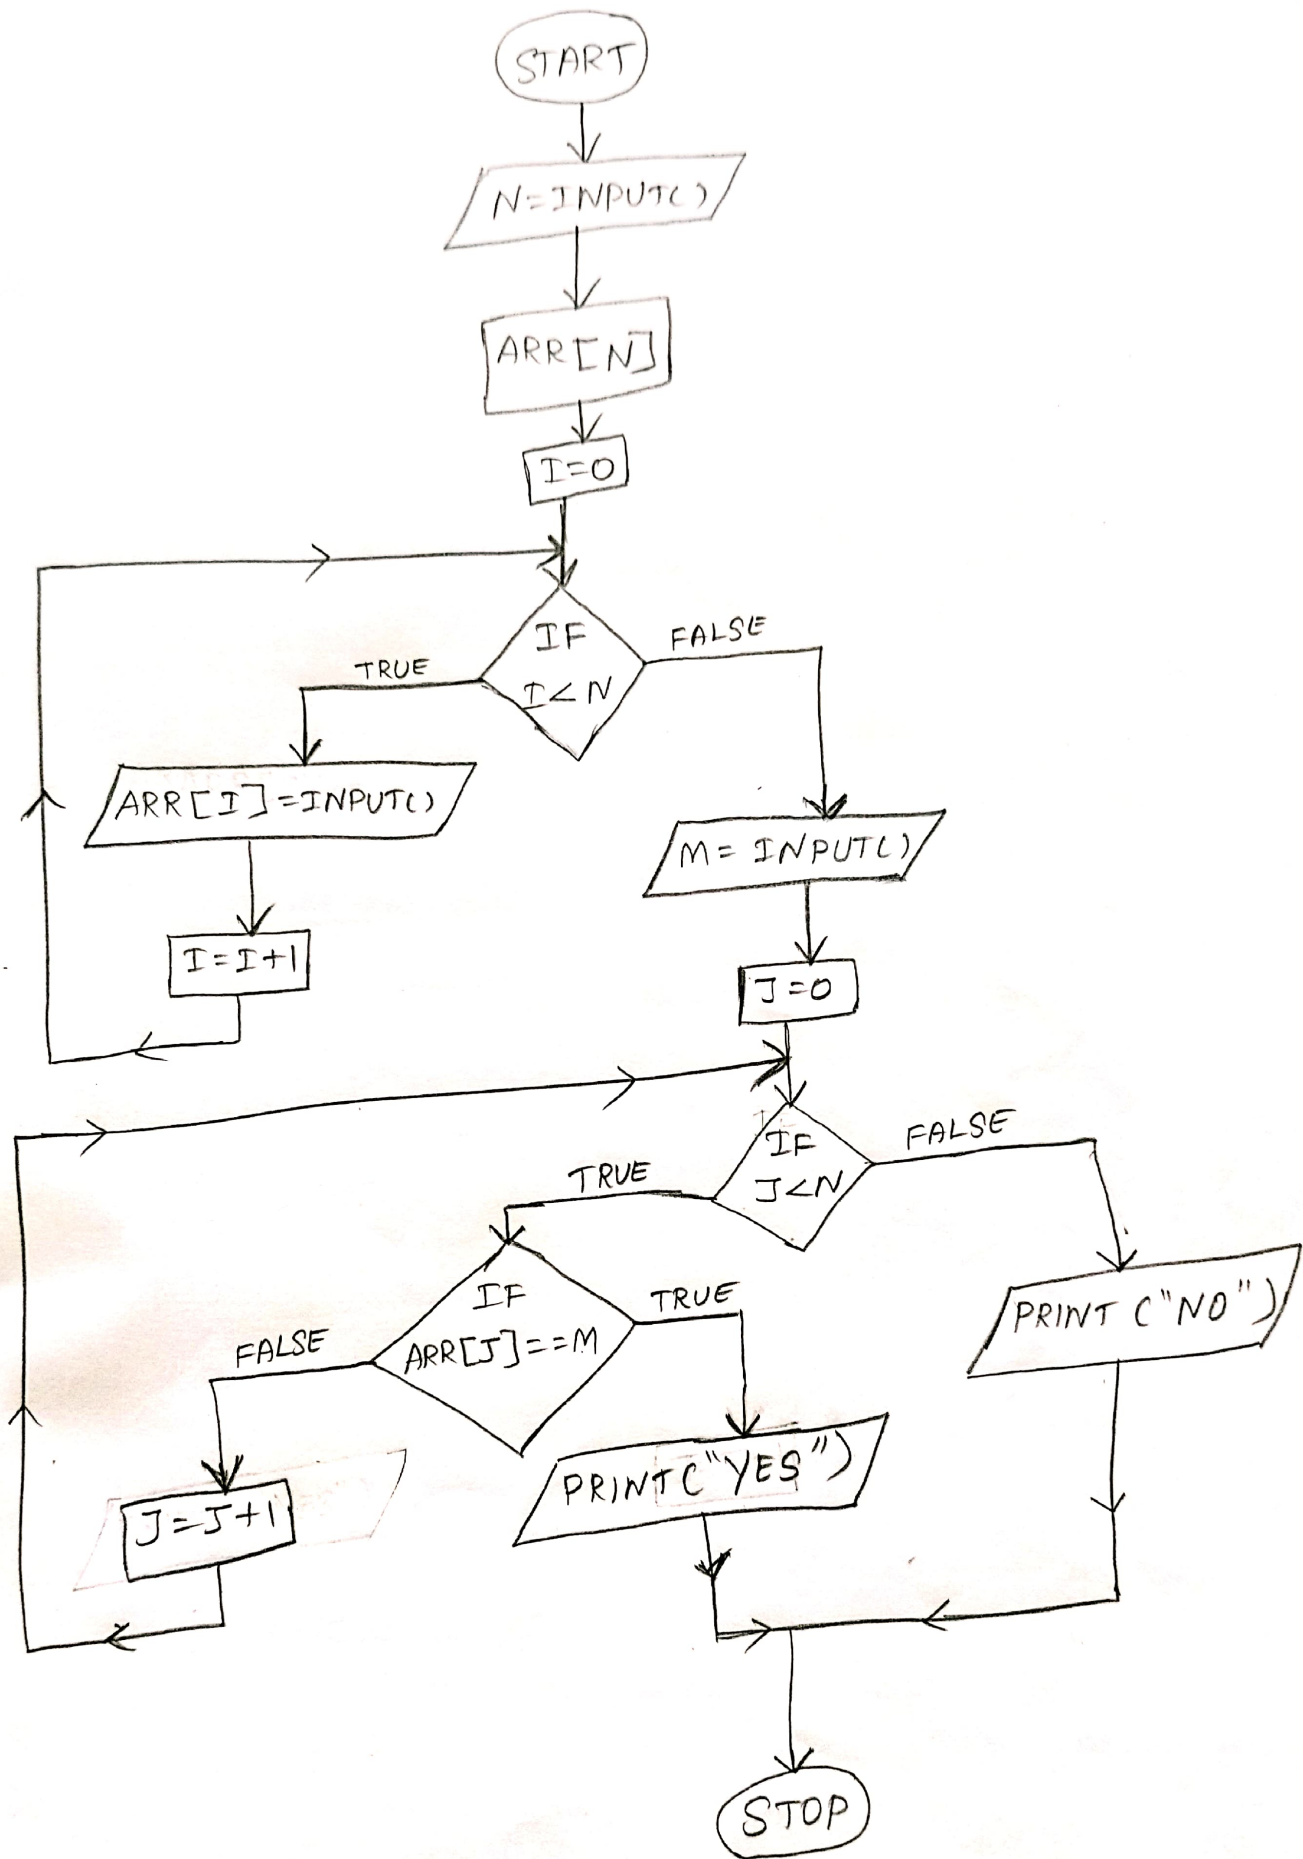 START
N=INPUT()
ARR[N]
I=0
IF
I<N
TRUE
FALSE
ARR[I]=INPUT()
I=I+1
M=INPUT()
J=0
IF
J<N
TRUE
FALSE
IF
ARR[J]==M
FALSE
TRUE
J=J+1
PRINT("YES")
PRINT("NO")
STOP